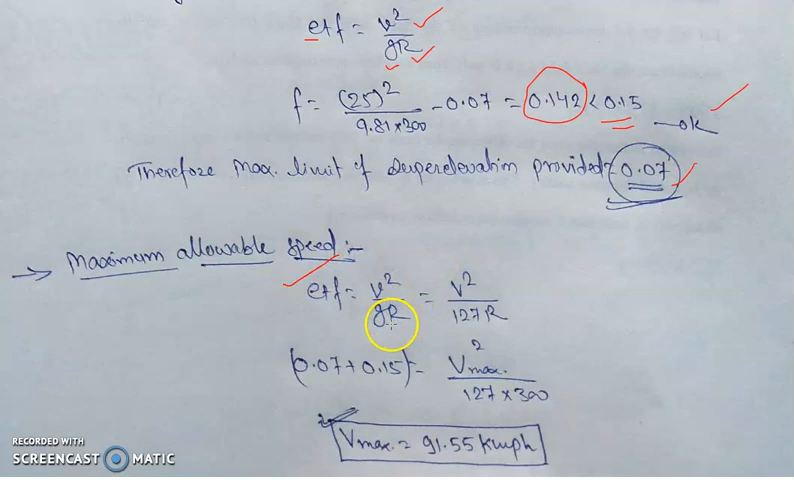 e+f = v²/gR
f = (25)²/9.81×300 - 0.07 = 0.142 < 0.15 - ok
Therefore max. limit of superelevation provided = 0.07
→ Maximum allowable speed :-
e+f = v²/gR = V²/127R
(0.07 + 0.15) = V²max./127 × 300
Vmax. = 91.55 kmph
RECORDED WITH
SCREENCAST MATIC